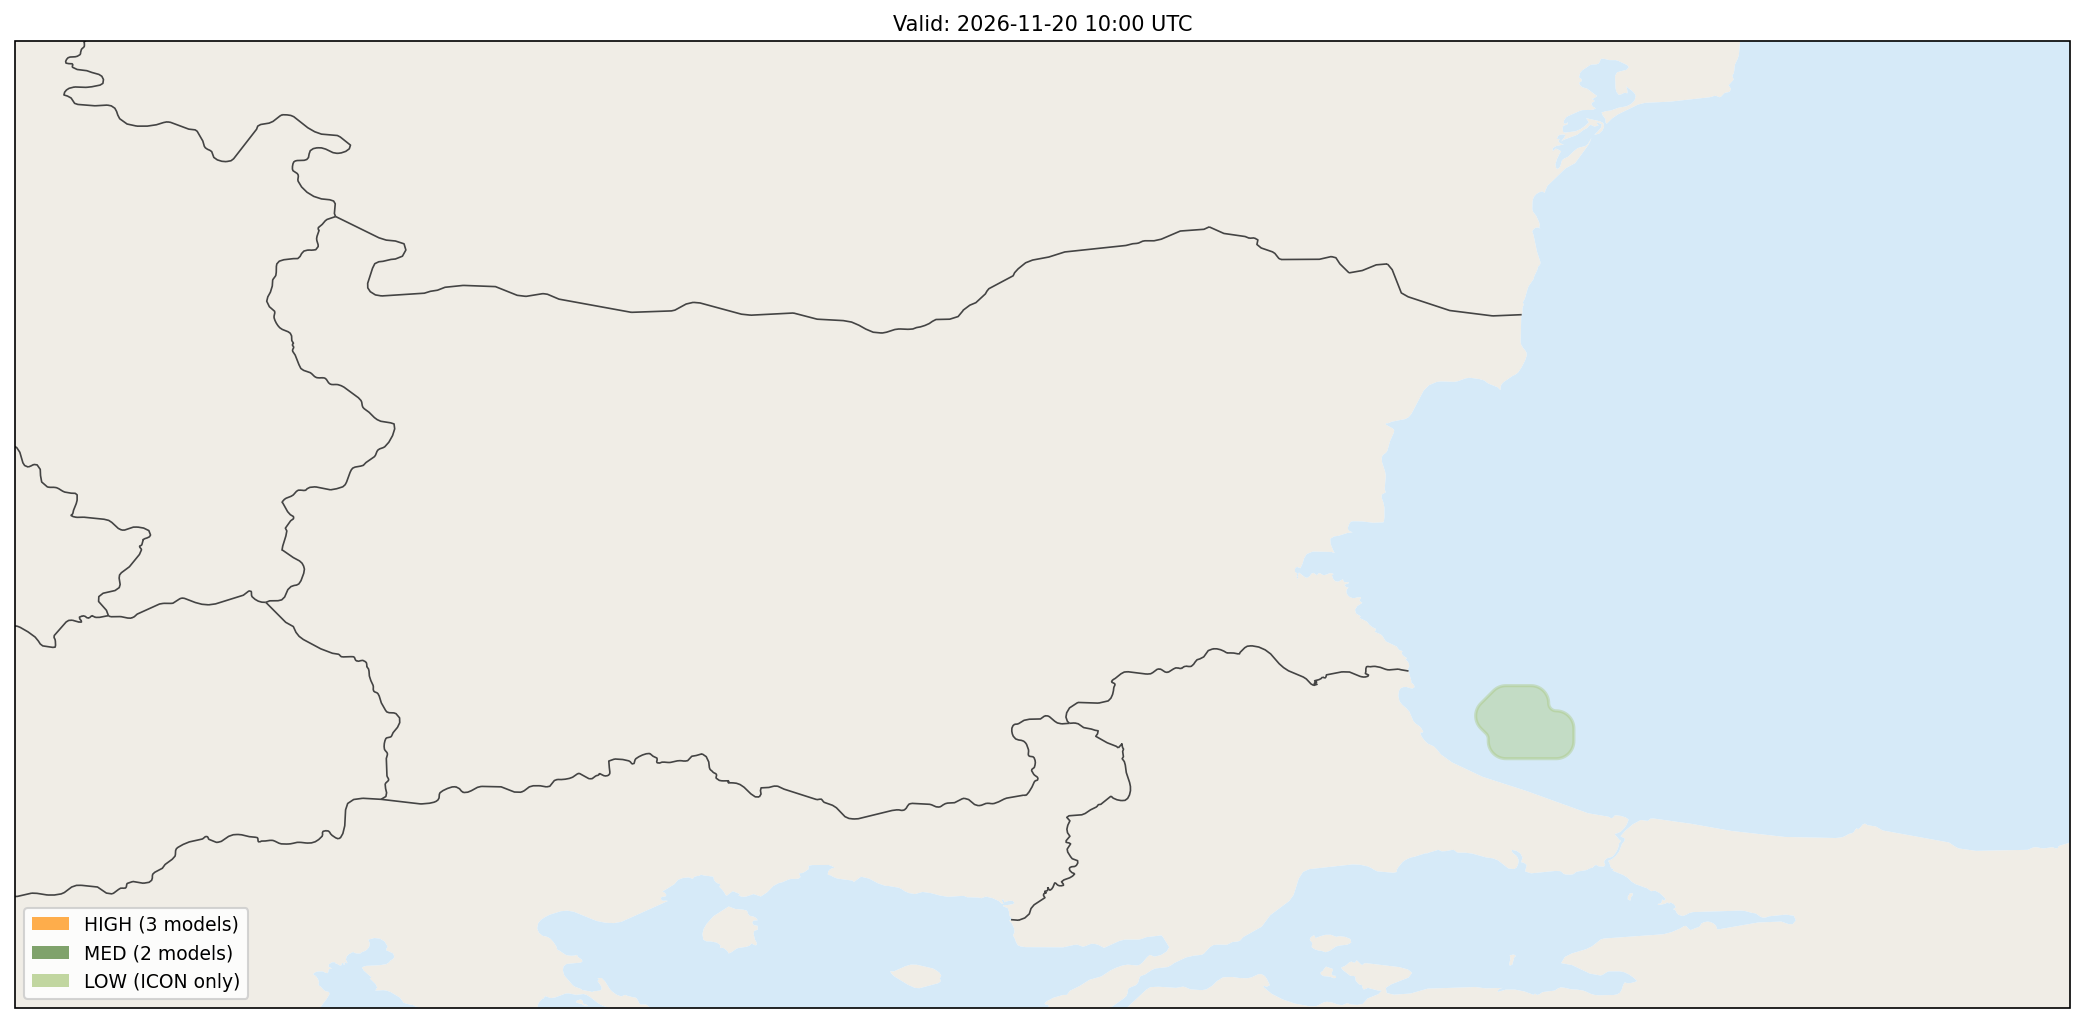 Valid: 2026-11-20 10:00 UTC
HIGH (3 models)
MED (2 models)
LOW (ICON only)